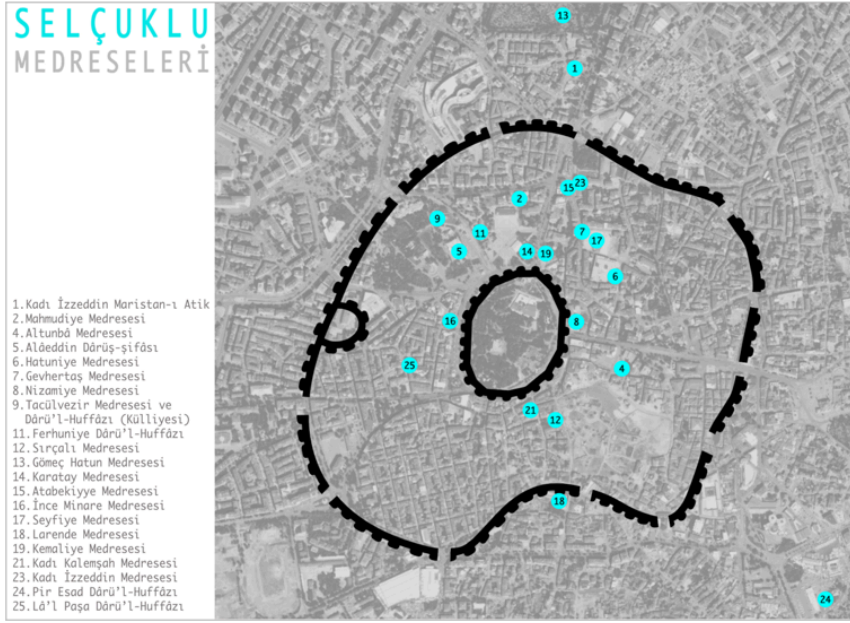 SELÇUKLU
MEDRESELERİ
1.Kadı İzzeddin Maristan-ı Atik
2.Mahmudiye Medresesi
4.Altunbâ Medresesi
5.Alâeddin Dârüş-şifâsı
6.Hatuniye Medresesi
7.Gevhertaş Medresesi
8.Nizamiye Medresesi
9.Tacülvezir Medresesi ve
Dârü'l-Huffâzı (Külliyesi)
11.Ferhuniye Dârü'l-Huffâzı
12.Sırçalı Medresesi
13.Gömeç Hatun Medresesi
14.Karatay Medresesi
15.Atabekiyye Medresesi
16.İnce Minare Medresesi
17.Seyfiye Medresesi
18.Larende Medresesi
19.Kemaliye Medresesi
21.Kadı Kalemşah Medresesi
23.Kadı İzzeddin Medresesi
24.Pir Esad Dârü'l-Huffâzı
25.Lâ'l Paşa Dârü'l-Huffâzı
13
1
23
15
2
9
11
7
17
5
14
19
6
16
8
25
4
21
12
18
24